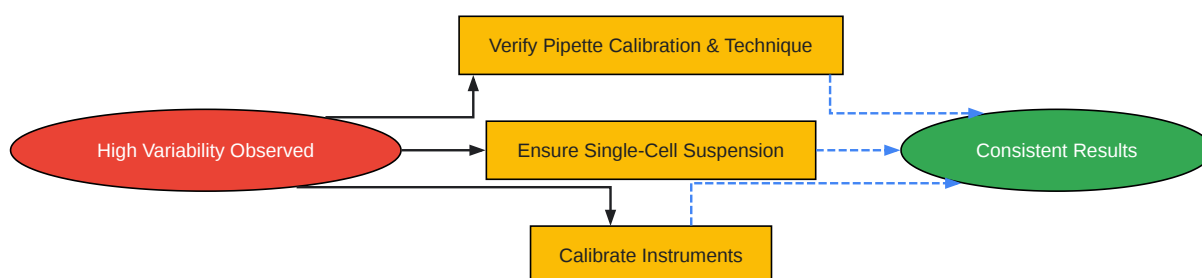 Verify Pipette Calibration & Technique
High Variability Observed
Ensure Single-Cell Suspension
Consistent Results
Calibrate Instruments